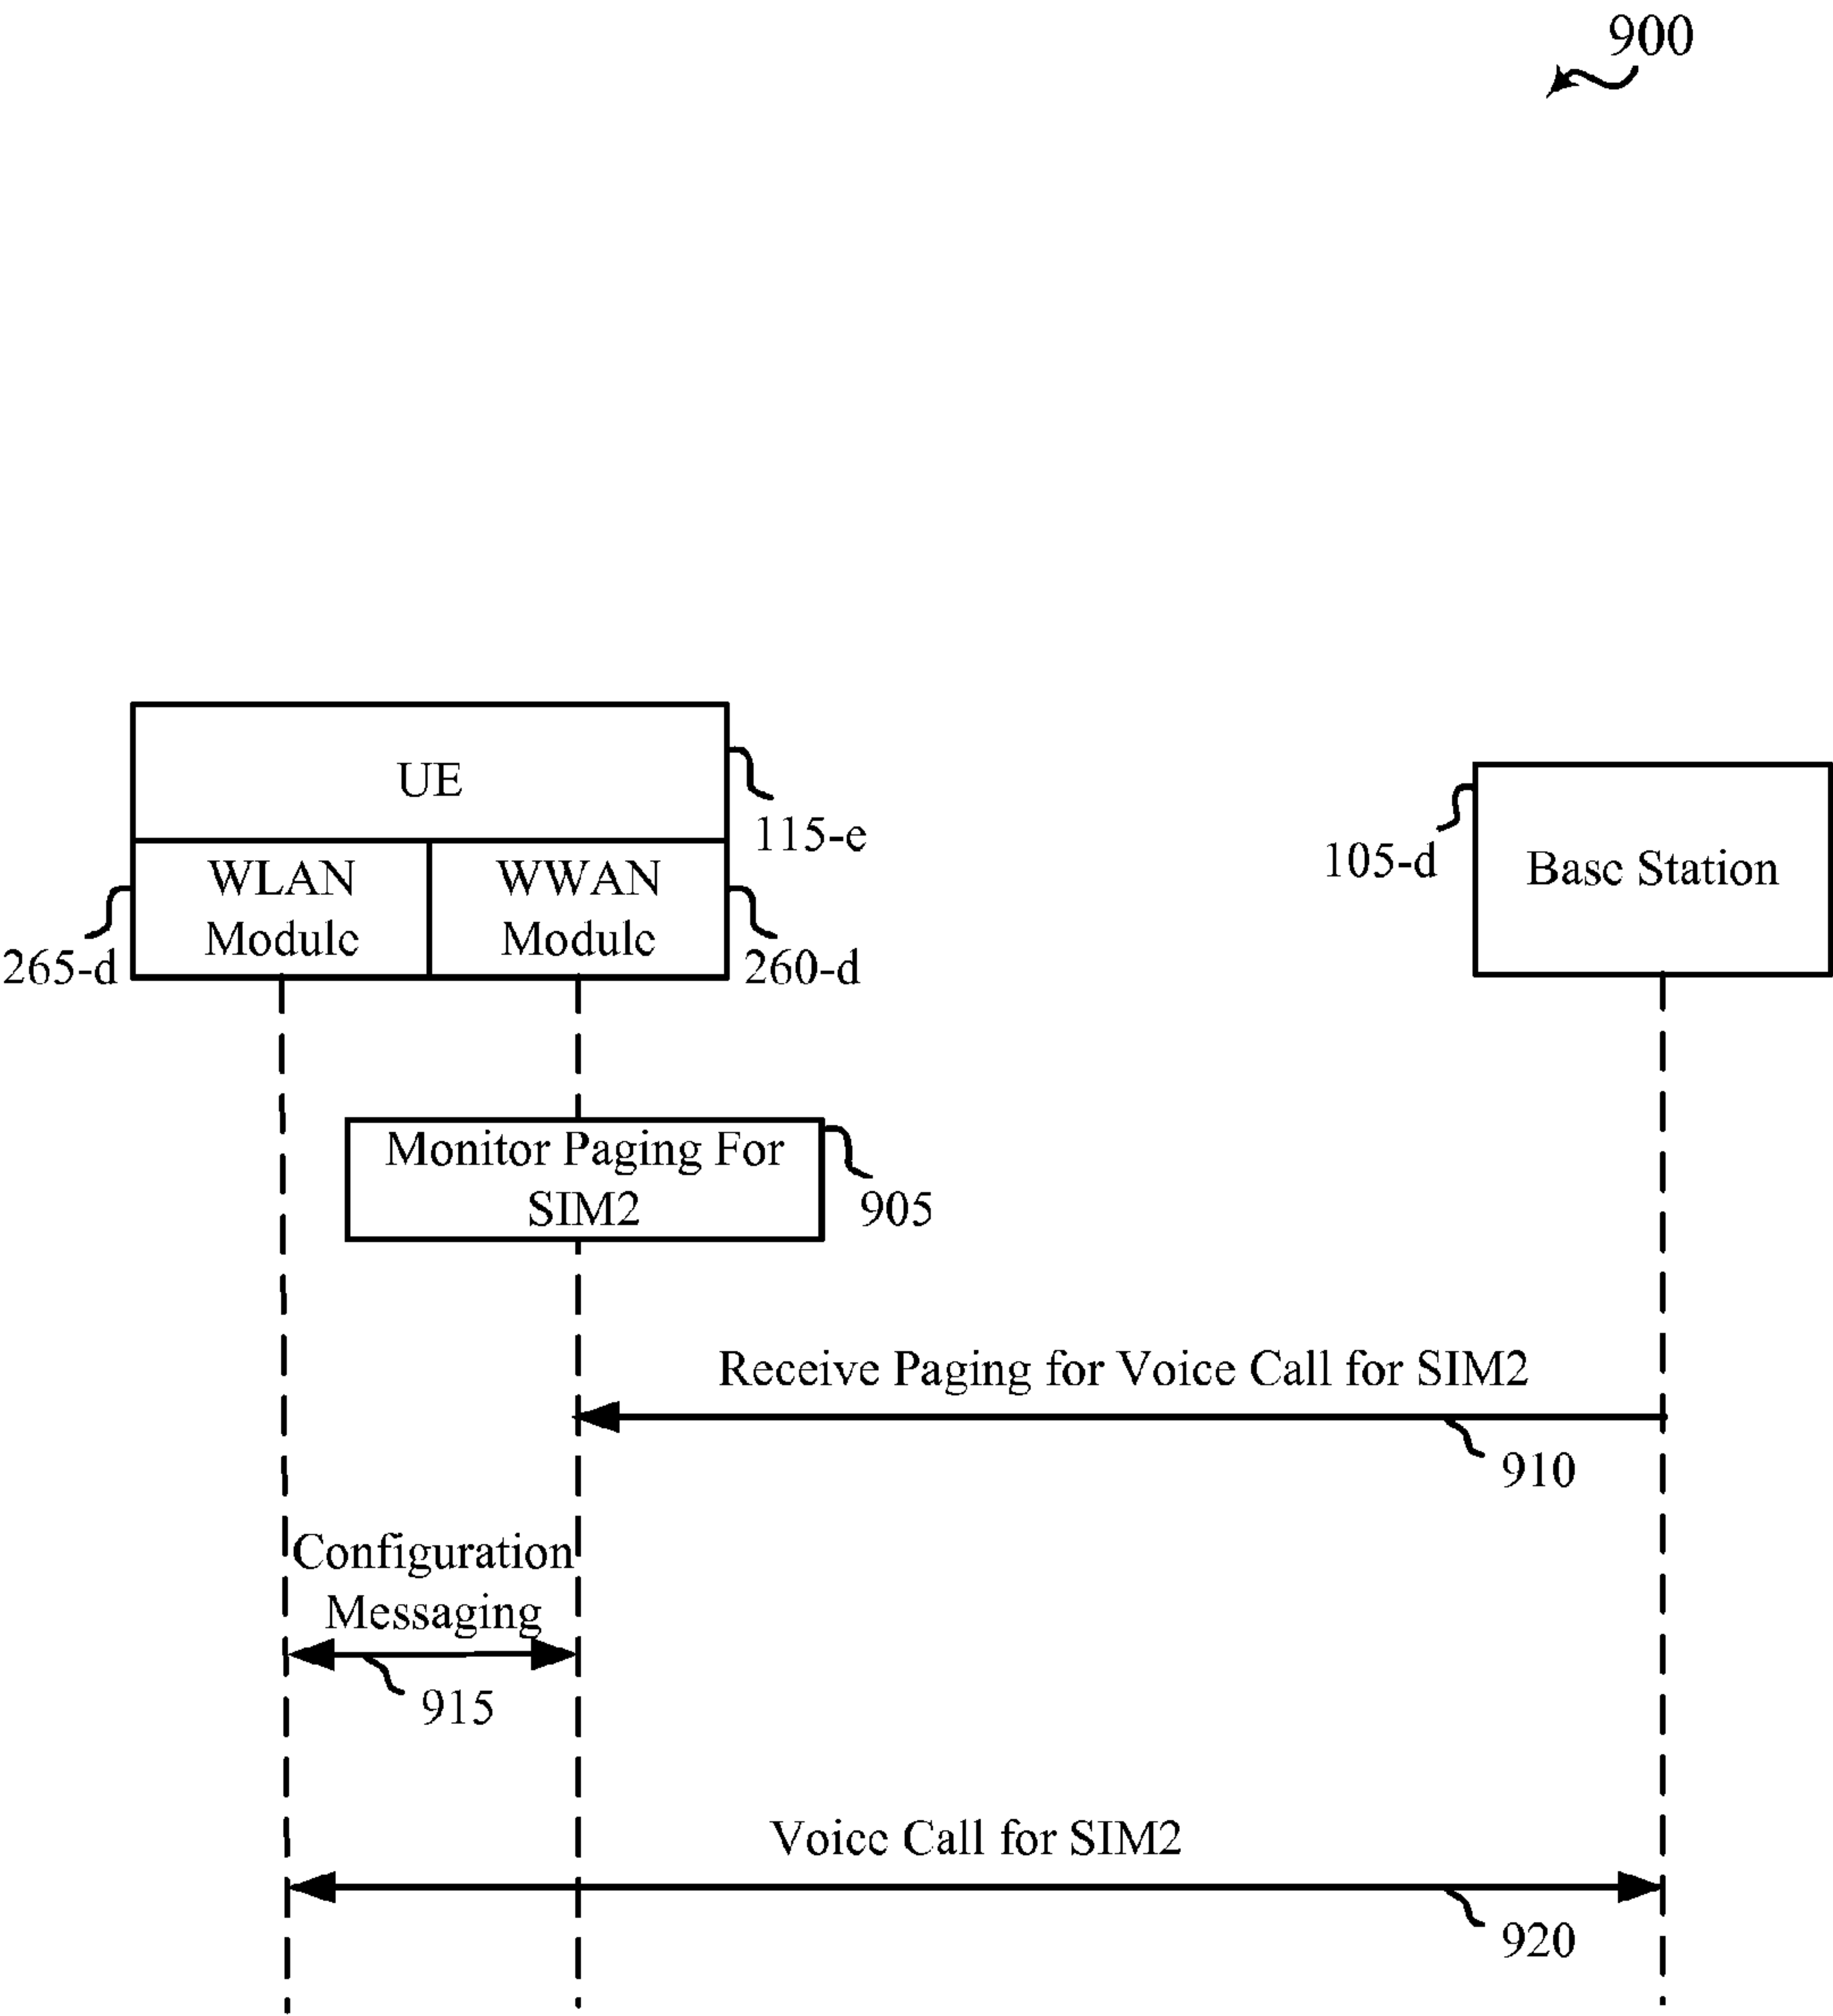 900
UE
115-e
WLAN
Module
WWAN
Module
265-d
260-d
105-d
Base Station
Monitor Paging For
SIM2
905
Receive Paging for Voice Call for SIM2
910
Configuration
Messaging
915
Voice Call for SIM2
920